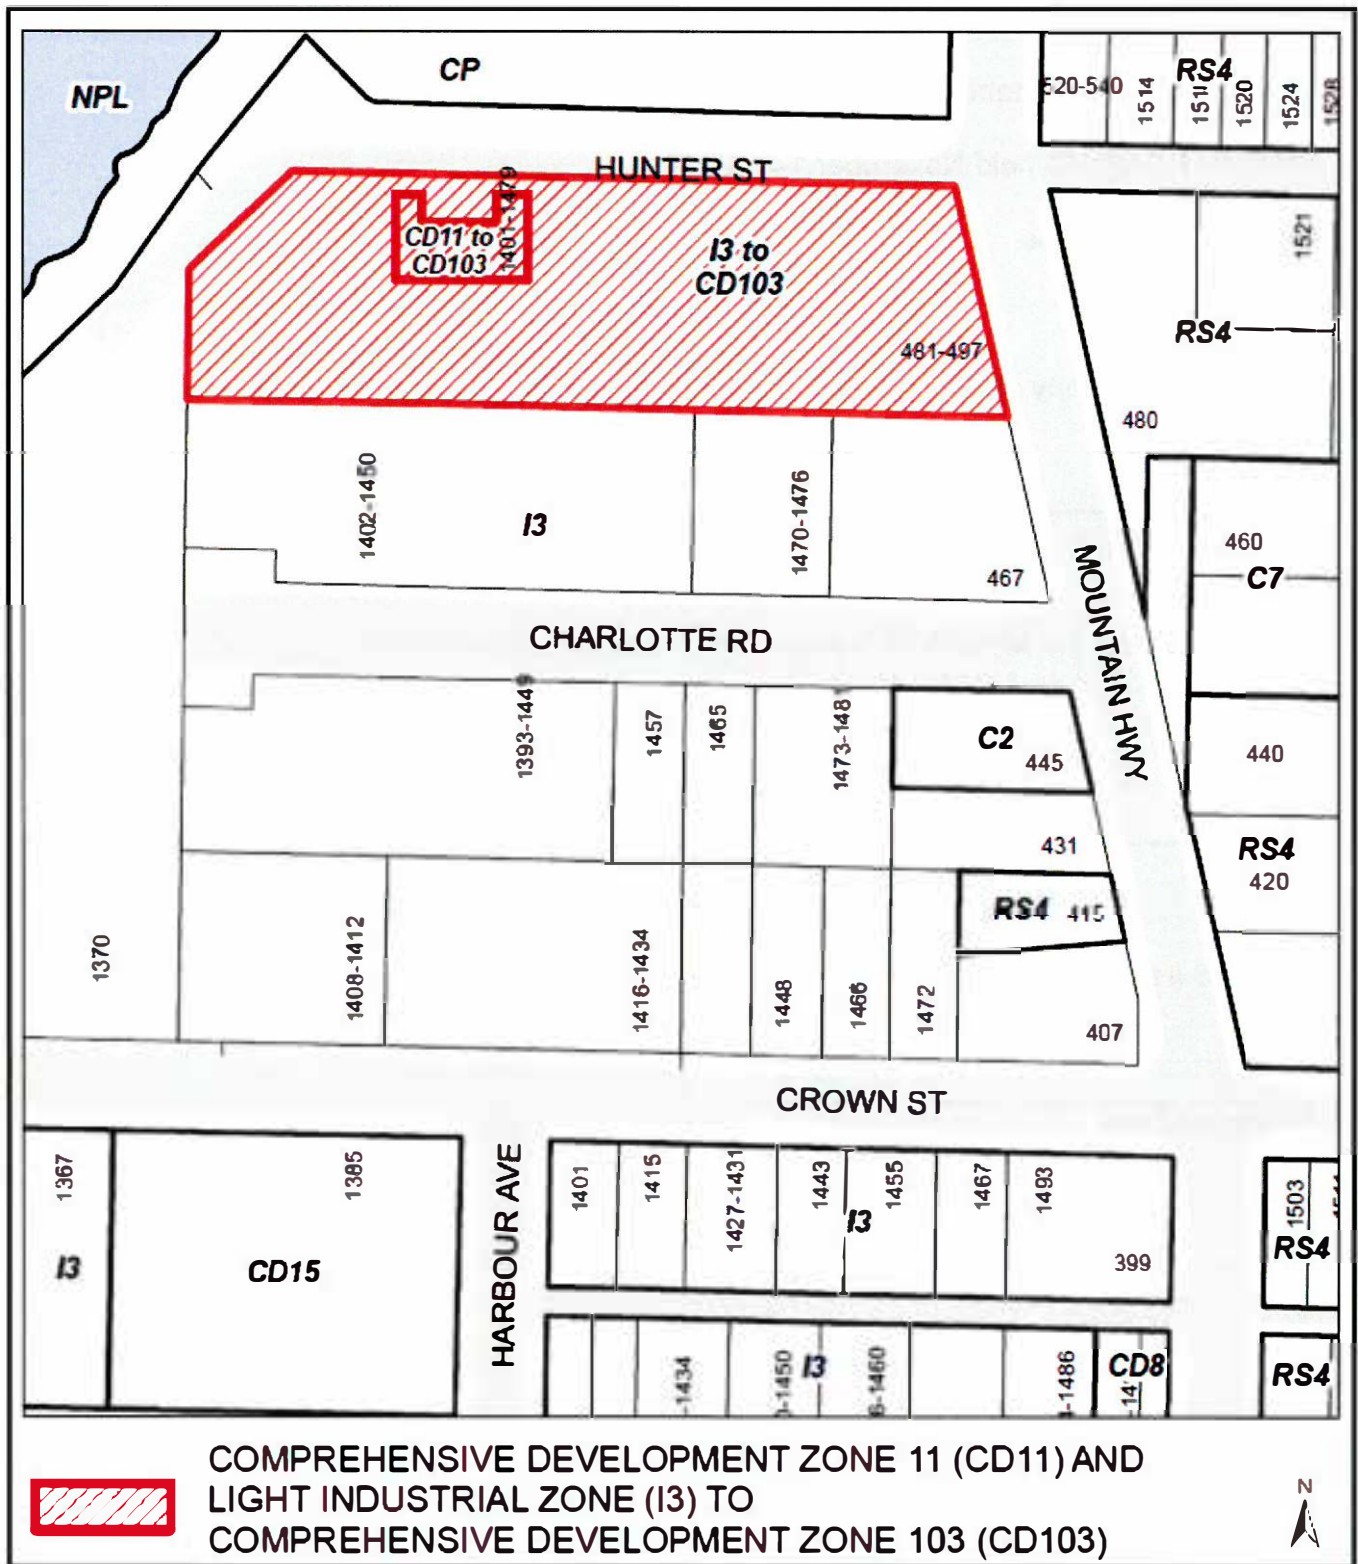 NPL
CP
520-540
1514
RS4
1520
1524
1528
HUNTER ST
1401-1479
CD11 to
CD103
I3 to
CD103
481-497
1521
RS4
480
1402-1450
I3
1470-1476
467
460
C7
CHARLOTTE RD
MOUNTAIN HWY
1393-1449
1457
1465
C2
445
440
431
RS4
420
RS4 415
1370
1408-1412
1416-1434
1448
1466
1472
407
CROWN ST
1367
1385
HARBOUR AVE
1401
1415
1427-1431
1443
1455
1467
1493
I3
399
1503
RS4
I3
CD15
-1434
-1450
I3
-1460
-1486
CD8
RS4
COMPREHENSIVE DEVELOPMENT ZONE 11 (CD11) AND
LIGHT INDUSTRIAL ZONE (I3) TO
COMPREHENSIVE DEVELOPMENT ZONE 103 (CD103)
N